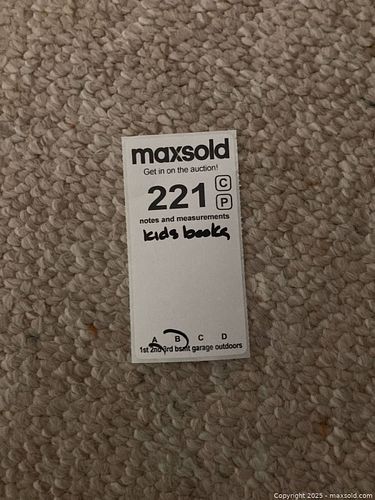 maxsold
Get in on the auction!
221 C
P
notes and measurements
kids books
A B C D
1st 2nd 3rd bsmt garage outdoors
Copyright © 2025 - maxsold.com